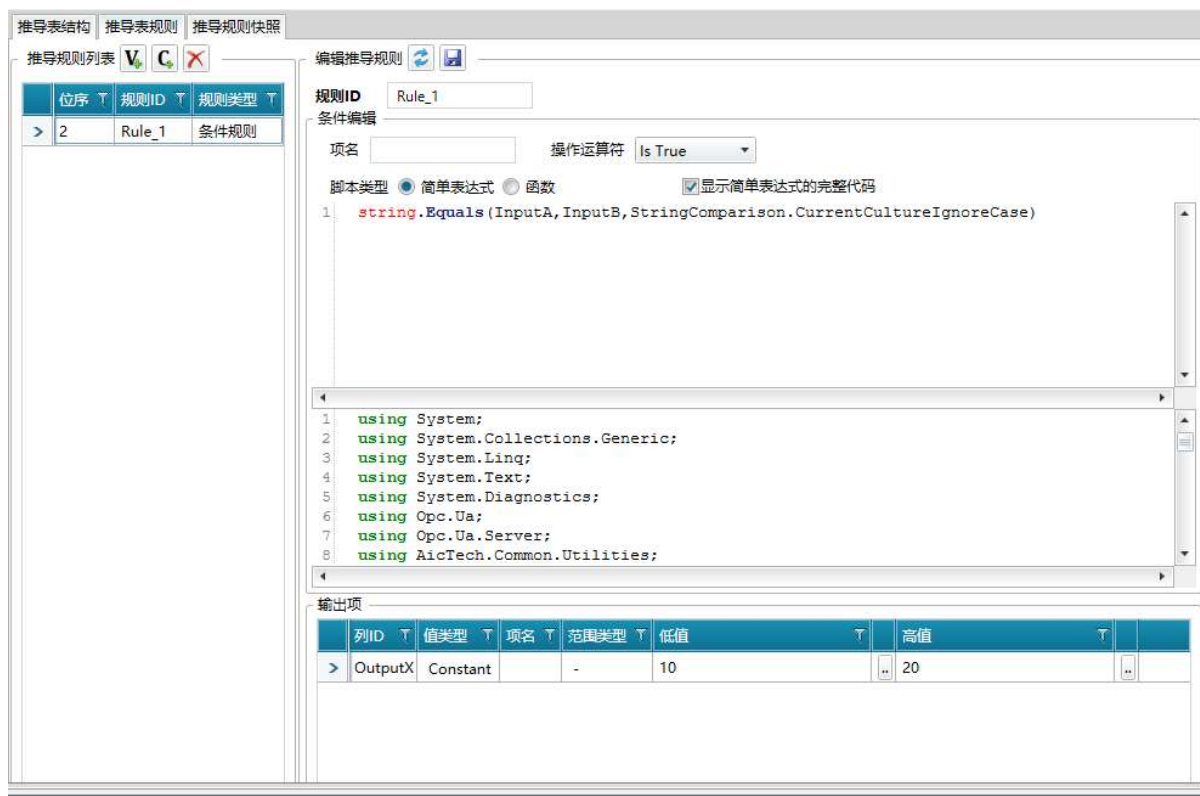 推导表结构 推导表规则 推导规则快照
推导规则列表 V C
位序 规则ID 规则类型
2 Rule_1 条件规则
编辑推导规则
规则ID Rule_1
条件编辑
项名 操作运算符 Is True
脚本类型 简单表达式 函数 显示简单表达式的完整代码
1 string.Equals(InputA,InputB,StringComparison.CurrentCultureIgnoreCase)
1 using System;
2 using System.Collections.Generic;
3 using System.Linq;
4 using System.Text;
5 using System.Diagnostics;
6 using Opc.Ua;
7 using Opc.Ua.Server;
8 using AicTech.Common.Utilities;
输出项
列ID 值类型 项名 范围类型 低值 高值
OutputX Constant - 10 .. 20 ..